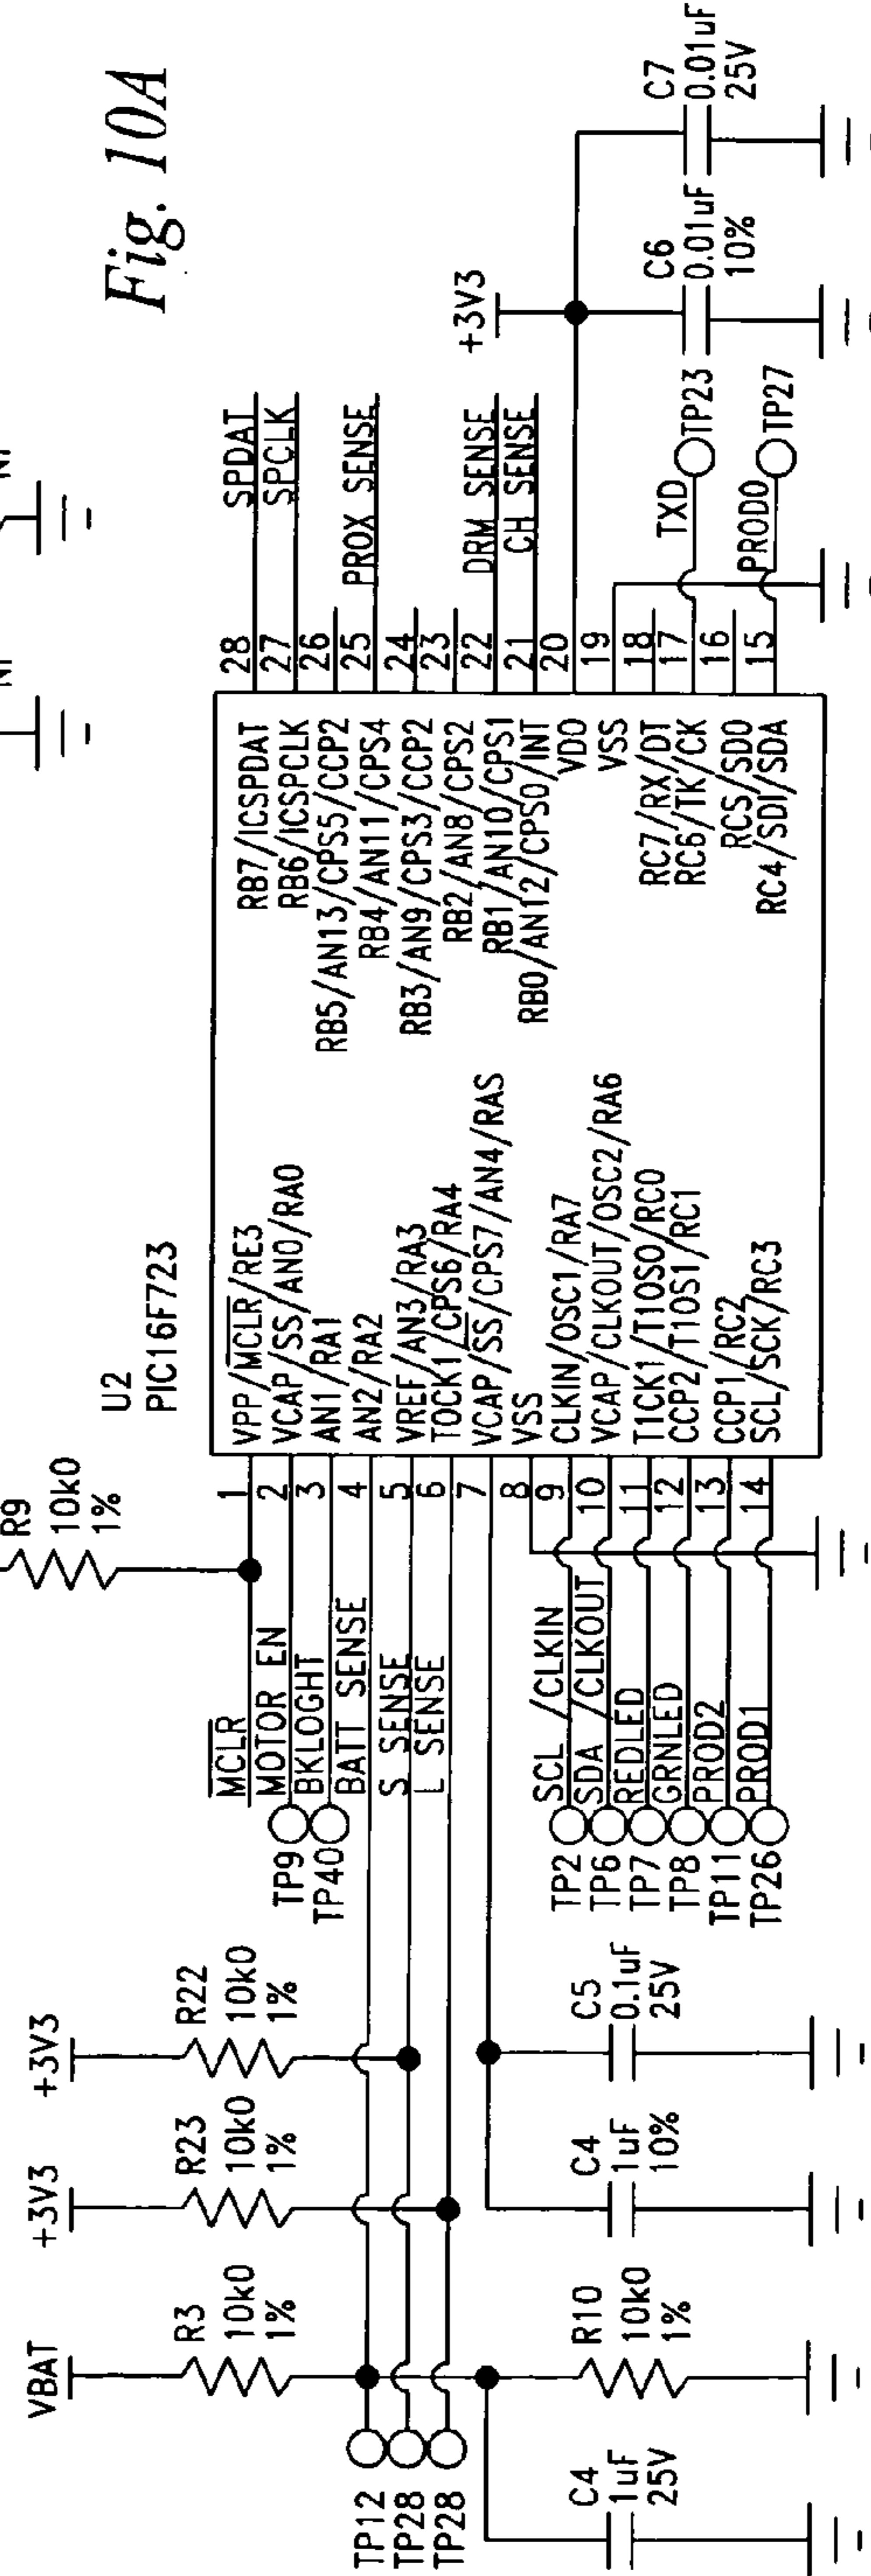 Fig. 10A
U2
PIC16F723
R9
10k0
1%
+3V3
R22
10k0
1%
+3V3
R23
10k0
1%
VBAT
R3
10k0
1%
TP12
TP28
TP28
TP9
TP40
MCLR
MOTOR EN
BKLOGHT
BATT SENSE
S SENSE
L SENSE
1
2
3
4
5
6
7
8
9
10
11
12
13
14
VPP/MCLR/RE3
VCAP/SS/AN0/RA0
AN1/RA1
AN2/RA2
VREF/AN3/RA3
TOCK1/CPS6/RA4
VCAP/SS/CPS7/AN4/RAS
VSS
CLKIN/OSC1/RA7
VCAP/CLKOUT/OSC2/RA6
T1CK1/T1OSO/RC0
CCP2/T1OS1/RC1
CCP1/RC2
SCL/SCK/RC3
RB7/ICSPDAT
RB6/ICSPCLK
RB5/AN13/CPS5/CCP2
RB4/AN11/CPS4
RB3/AN9/CPS3/CCP2
RB2/AN8/CPS2
RB1/AN10/CPS1
RB0/AN12/CPS0/INT
VDO
VSS
RC7/RX/DT
RC6/TK/CK
RCS/SDO
RC4/SDI/SDA
28
27
26
25
24
23
22
21
20
19
18
17
16
15
SPDAT
SPCLK
PROX SENSE
DRM SENSE
CH SENSE
+3V3
TXD
TP23
PROD0
TP27
C6
0.01uF
10%
C7
0.01uF
25V
SCL /CLKIN
SDA /CLKOUT
REDLED
GRNLED
PROD2
PROD1
TP2
TP6
TP7
TP8
TP11
TP26
C5
0.1uF
25V
C4
1uF
10%
R10
10k0
1%
C4
1uF
25V